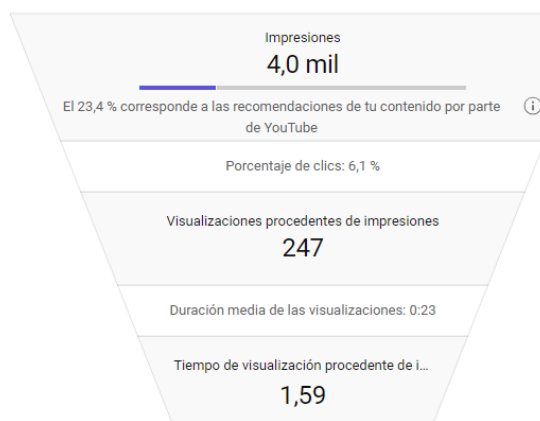 Impresiones
4,0 mil
El 23,4 % corresponde a las recomendaciones de tu contenido por parte
de YouTube
Porcentaje de clics: 6,1 %
Visualizaciones procedentes de impresiones
247
Duración media de las visualizaciones: 0:23
Tiempo de visualización procedente de i...
1,59